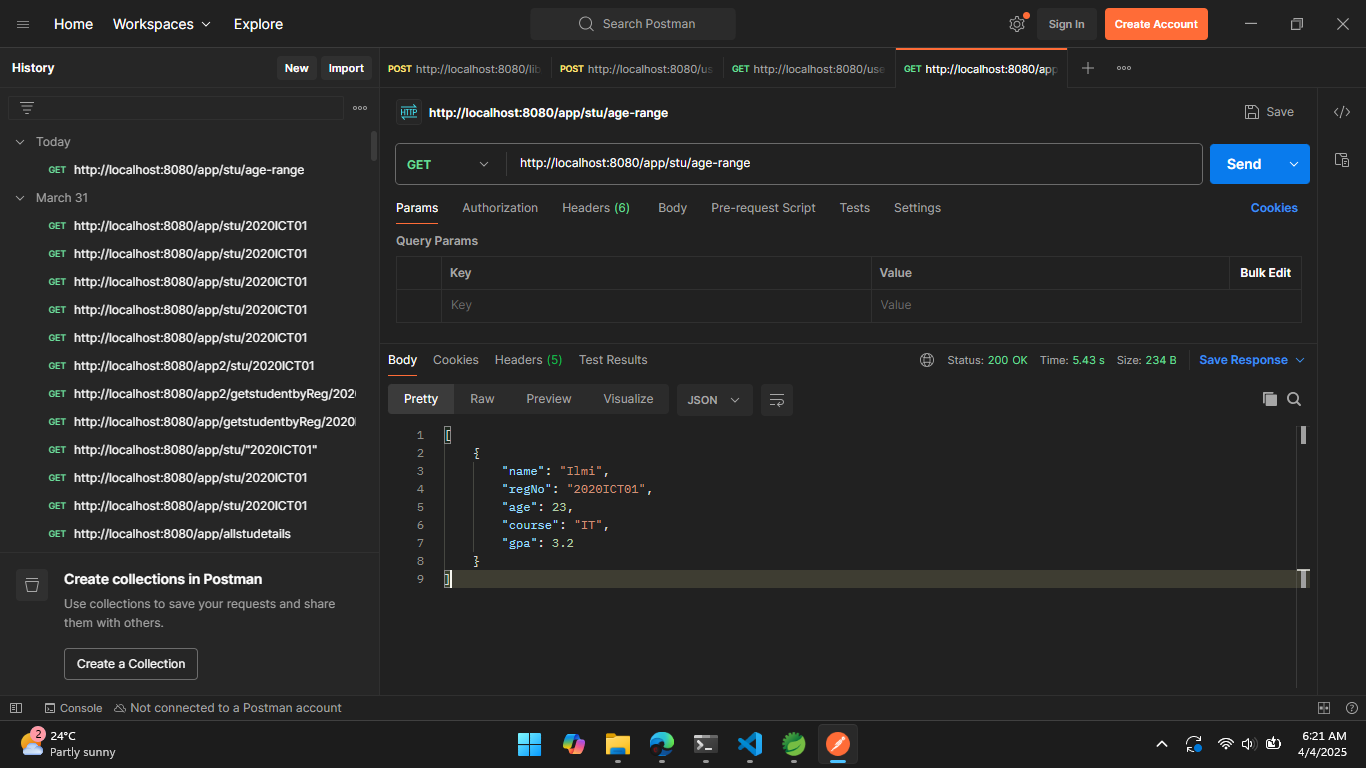 Home Workspaces Explore Search Postman Sign In Create Account
History New Import
POST http://localhost:8080/lib POST http://localhost:8080/us GET http://localhost:8080/use GET http://localhost:8080/app
HTTP http://localhost:8080/app/stu/age-range Save
GET http://localhost:8080/app/stu/age-range Send
Params Authorization Headers (6) Body Pre-request Script Tests Settings Cookies
Query Params
Key Value Bulk Edit
Key Value
Today
GET http://localhost:8080/app/stu/age-range
March 31
GET http://localhost:8080/app/stu/2020ICT01
GET http://localhost:8080/app/stu/2020ICT01
GET http://localhost:8080/app/stu/2020ICT01
GET http://localhost:8080/app/stu/2020ICT01
GET http://localhost:8080/app/stu/2020ICT01
GET http://localhost:8080/app2/stu/2020ICT01
GET http://localhost:8080/app2/getstudentbyReg/2020
GET http://localhost:8080/app/getstudentbyReg/2020
GET http://localhost:8080/app/stu/"2020ICT01"
GET http://localhost:8080/app/stu/2020ICT01
GET http://localhost:8080/app/stu/2020ICT01
GET http://localhost:8080/app/allstudetails
Create collections in Postman
Use collections to save your requests and share
them with others.
Create a Collection
Body Cookies Headers (5) Test Results Status: 200 OK Time: 5.43 s Size: 234 B Save Response
Pretty Raw Preview Visualize JSON
1 [
2 {
3 "name": "Ilmi",
4 "regNo": "2020ICT01",
5 "age": 23,
6 "course": "IT",
7 "gpa": 3.2
8 }
9 ]
Console Not connected to a Postman account
2 24°C
Partly sunny
6:21 AM
4/4/2025